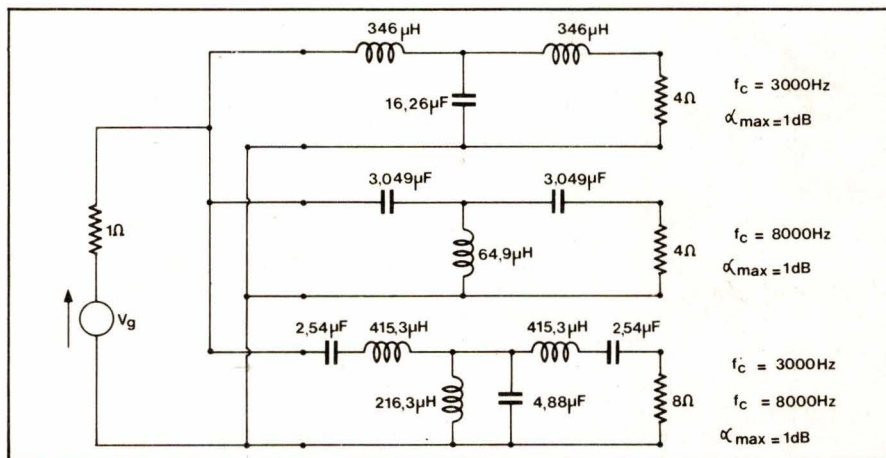 346µH 346µH
16,26µF 4Ω
f_c = 3000Hz
α_max = 1dB
3,049µF 3,049µF
1Ω 64,9µH 4Ω
f_c = 8000Hz
α_max = 1dB
Vg
2,54µF 415,3µH 415,3µH 2,54µF
216,3µH 4,88µF 8Ω
f_c = 3000Hz
f_c = 8000Hz
α_max = 1dB